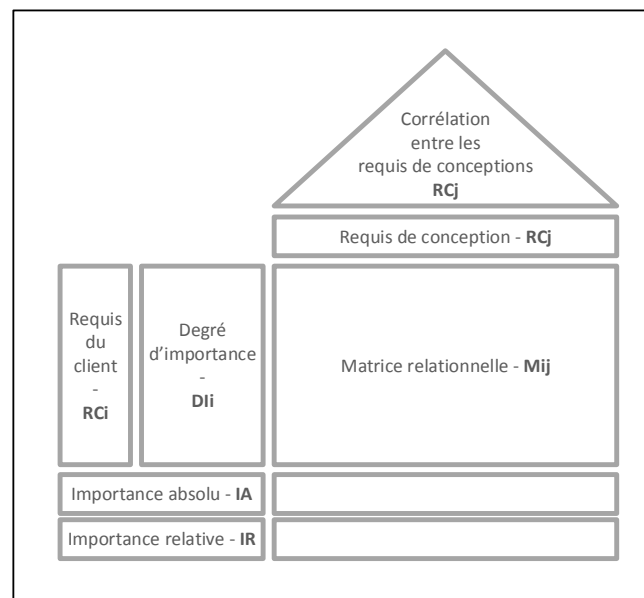 Corrélation
entre les
requis de conceptions
RCj
Requis de conception - RCj
Requis
du
client
-
RCi
Degré
d'importance
-
DIi
Matrice relationnelle - Mij
Importance absolu - IA
Importance relative - IR